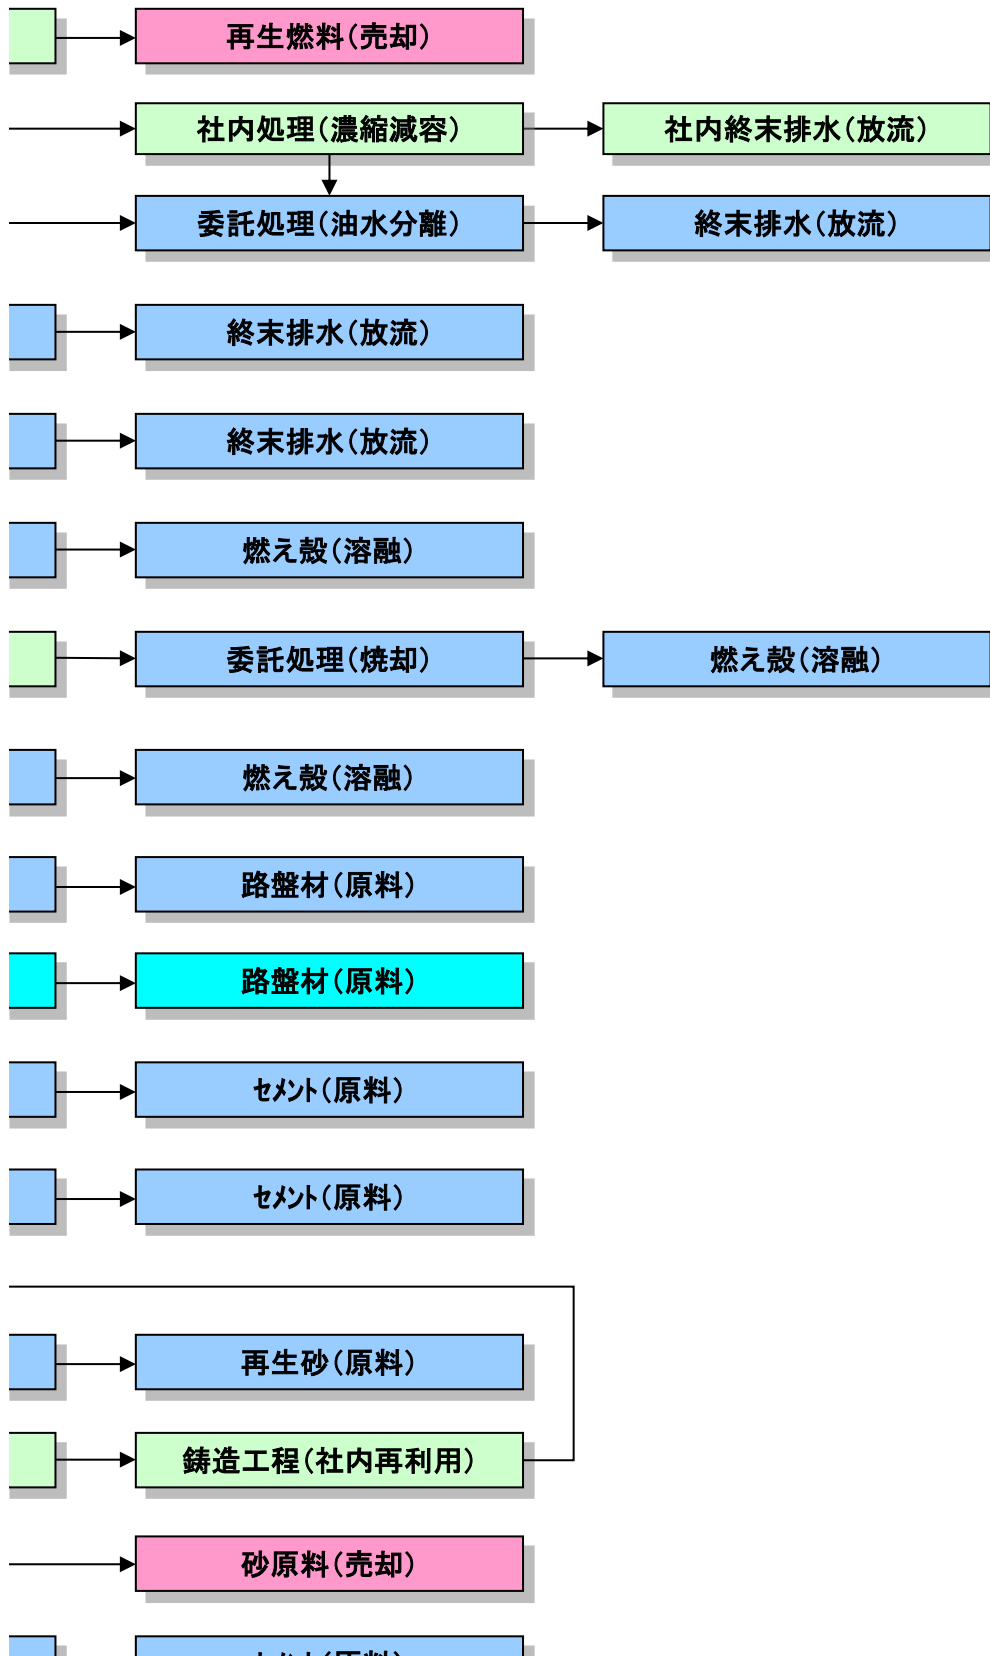 再生燃料（売却）
社内処理（濃縮減容）
社内終末排水（放流）
委託処理（油水分離）
終末排水（放流）
終末排水（放流）
終末排水（放流）
燃え殻（溶融）
委託処理（焼却）
燃え殻（溶融）
燃え殻（溶融）
路盤材（原料）
路盤材（原料）
ｾﾒﾝﾄ（原料）
ｾﾒﾝﾄ（原料）
再生砂（原料）
鋳造工程（社内再利用）
砂原料（売却）